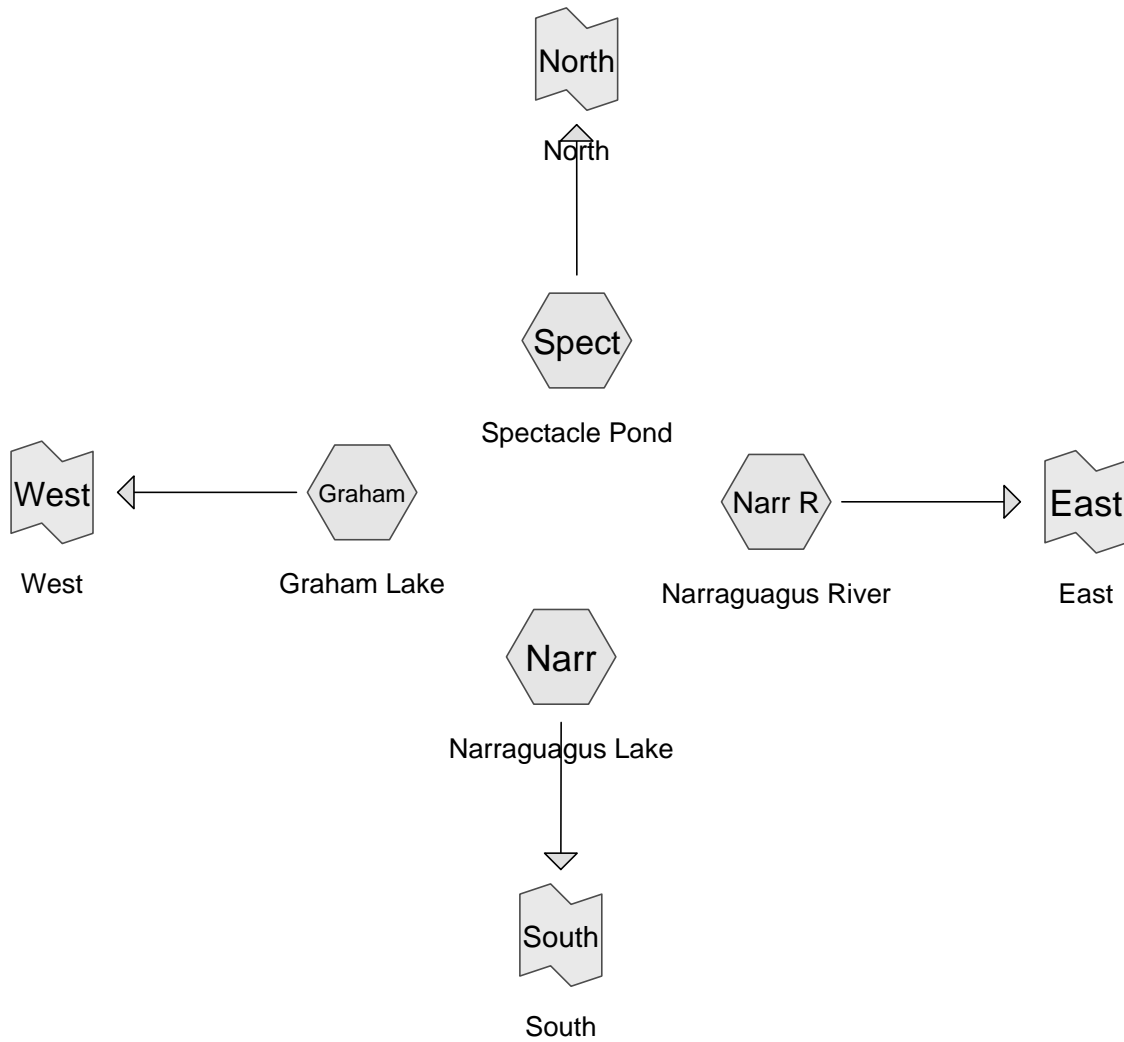 North
North
Spect
Spectacle Pond
West
Graham
Narr R
East
West
Graham Lake
Narraguagus River
East
Narr
Narraguagus Lake
South
South